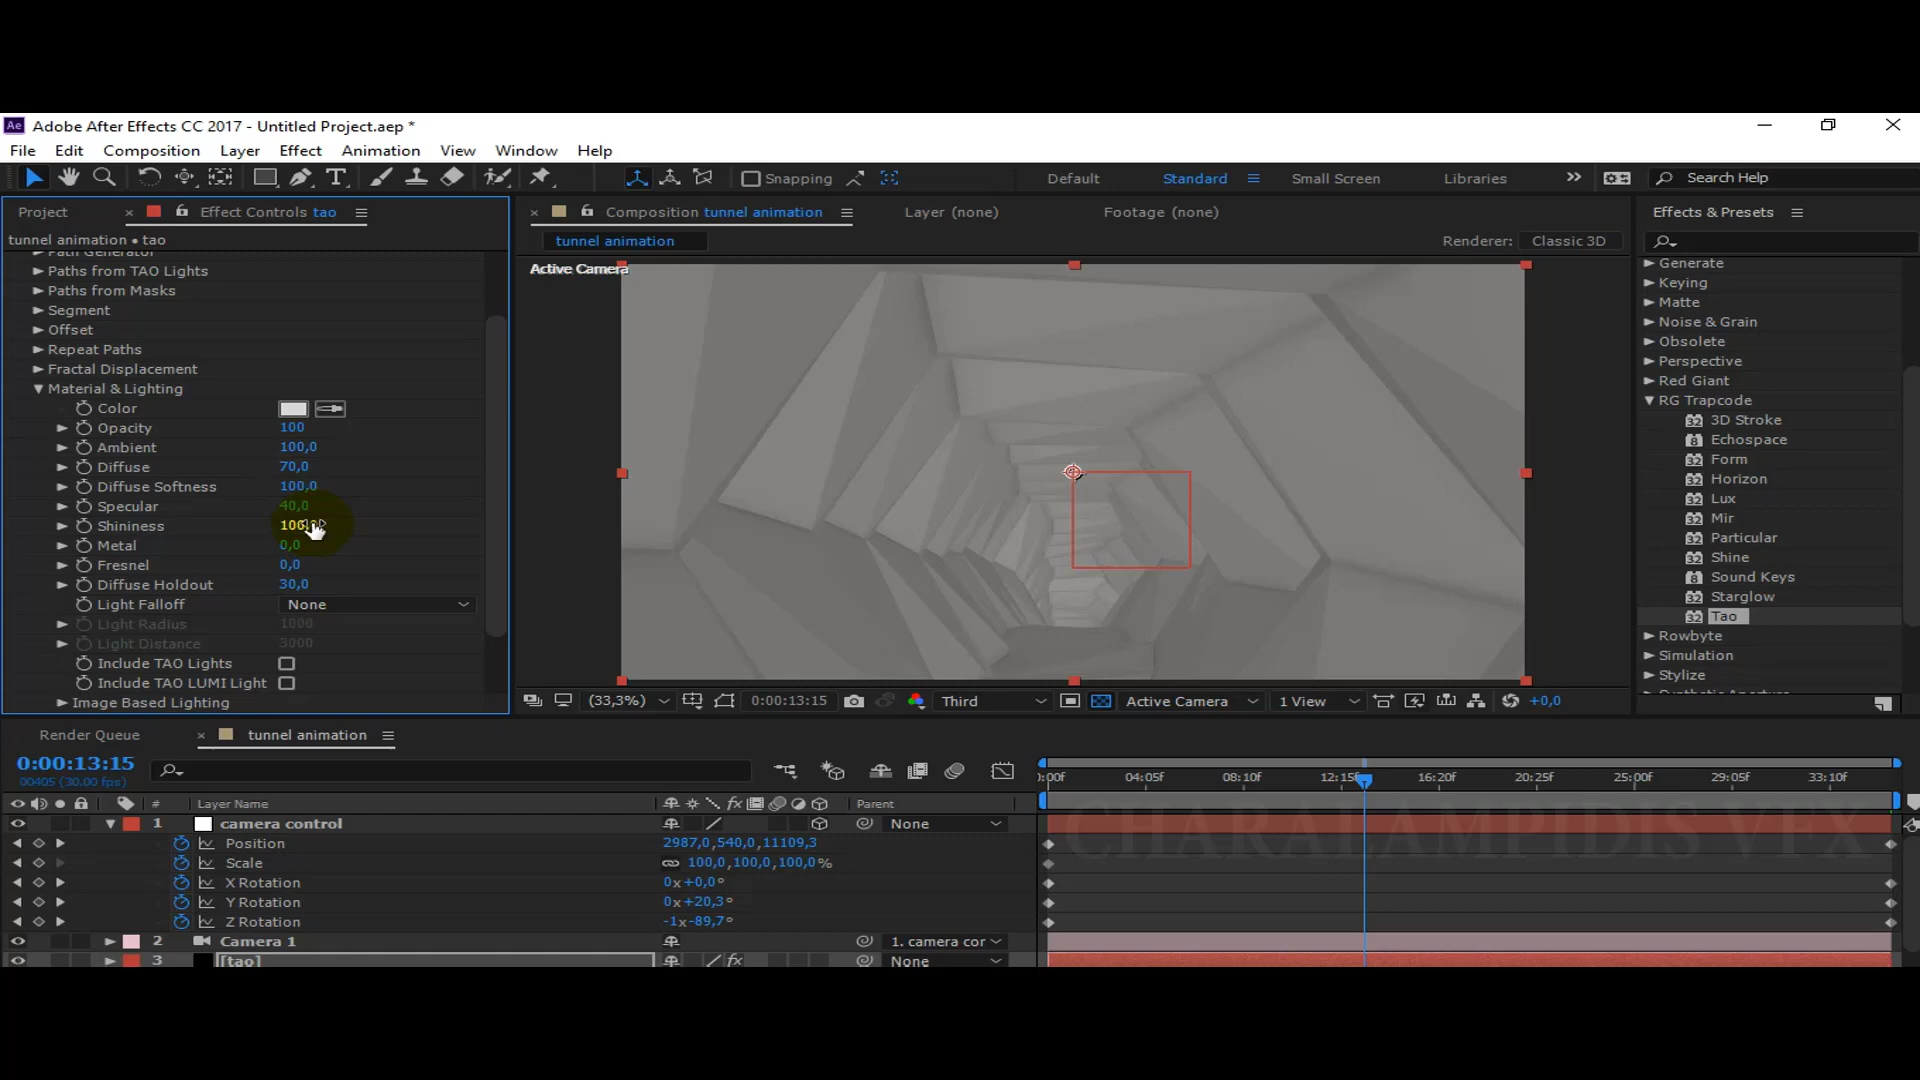 Adobe After Effects CC 2017 - Untitled Project.aep *
File Edit Composition Layer Effect Animation View Window Help
Snapping Default Standard Small Screen Libraries Search Help
Project Effect Controls tao Composition tunnel animation Layer (none) Footage (none) Effects & Presets
tunnel animation • tao
tunnel animation Renderer: Classic 3D
Path Generator
Active Camera
Paths from TAO Lights
Paths from Masks
Segment
Offset
Repeat Paths
Fractal Displacement
Material & Lighting
Color
Opacity 100
Ambient 100,0
Diffuse 70,0
Diffuse Softness 100,0
Specular 40,0
Shininess 100
Metal 0,0
Fresnel 0,0
Diffuse Holdout 30,0
Light Falloff None
Light Radius 1000
Light Distance 3000
Include TAO Lights
Include TAO LUMI Light
Image Based Lighting
Generate
Keying
Matte
Noise & Grain
Obsolete
Perspective
Red Giant
RG Trapcode
3D Stroke
Echospace
Form
Horizon
Lux
Mir
Particular
Shine
Sound Keys
Starglow
Tao
Rowbyte
Simulation
Stylize
(33,3%) 0:00:13:15 Third Active Camera 1 View +0,0
Render Queue tunnel animation
0:00:13:15
00405 (30.00 fps)
:00f 04:05f 08:10f 12:15f 16:20f 20:25f 25:00f 29:05f 33:10f
# Layer Name Parent
1 camera control None
Position 2987,0,540,0,11109,3
Scale 100,0,100,0,100,0%
X Rotation 0x+0,0°
Y Rotation 0x+20,3°
Z Rotation -1x-89,7°
2 Camera 1 1. camera cor
3 [tao] None
CHARALAMPIDIS VFX